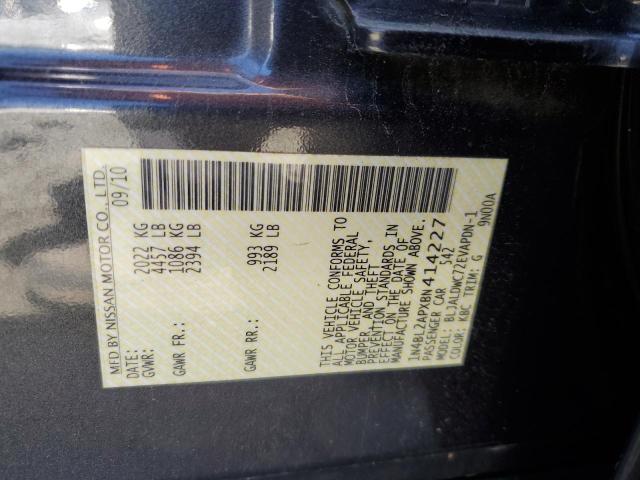 MFD BY NISSAN MOTOR CO., LTD.
DATE: 09/10
GVWR: 2022 KG
4457 LB
GAWR FR: 1086 KG
2394 LB
GAWR RR: 993 KG
2189 LB
THIS VEHICLE CONFORMS TO
ALL APPLICABLE FEDERAL
MOTOR VEHICLE SAFETY,
BUMPER, AND THEFT
PREVENTION STANDARDS IN
EFFECT ON THE DATE OF
MANUFACTURE SHOWN ABOVE.
1N4BL2APXBN414227
PASSENGER CAR 542
MODEL: BLJALDWC72EVAPDN-1
COLOR: KBC TRIM: G 9N00A